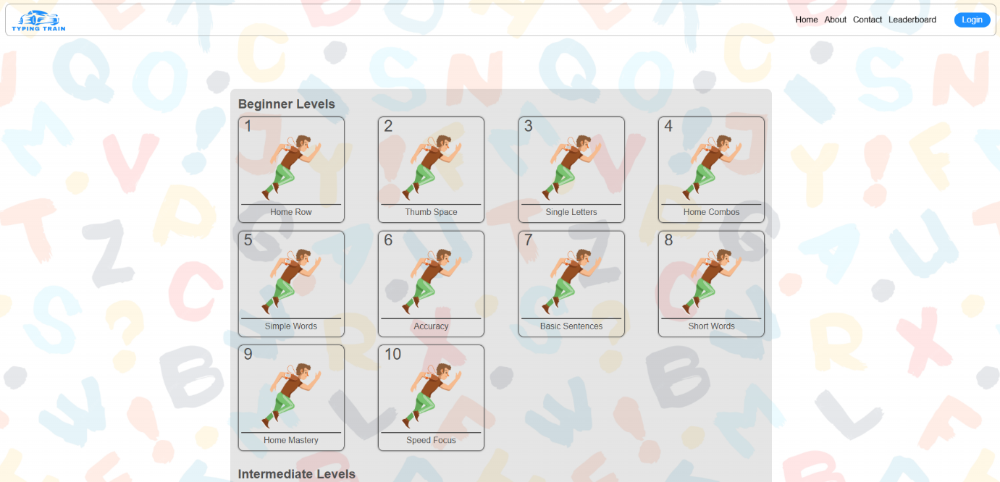 TYPING TRAIN
Home About Contact Leaderboard Login
Beginner Levels
1 2 3 4
Home Row Thumb Space Single Letters Home Combos
5 6 7 8
Simple Words Accuracy Basic Sentences Short Words
9 10
Home Mastery Speed Focus
Intermediate Levels